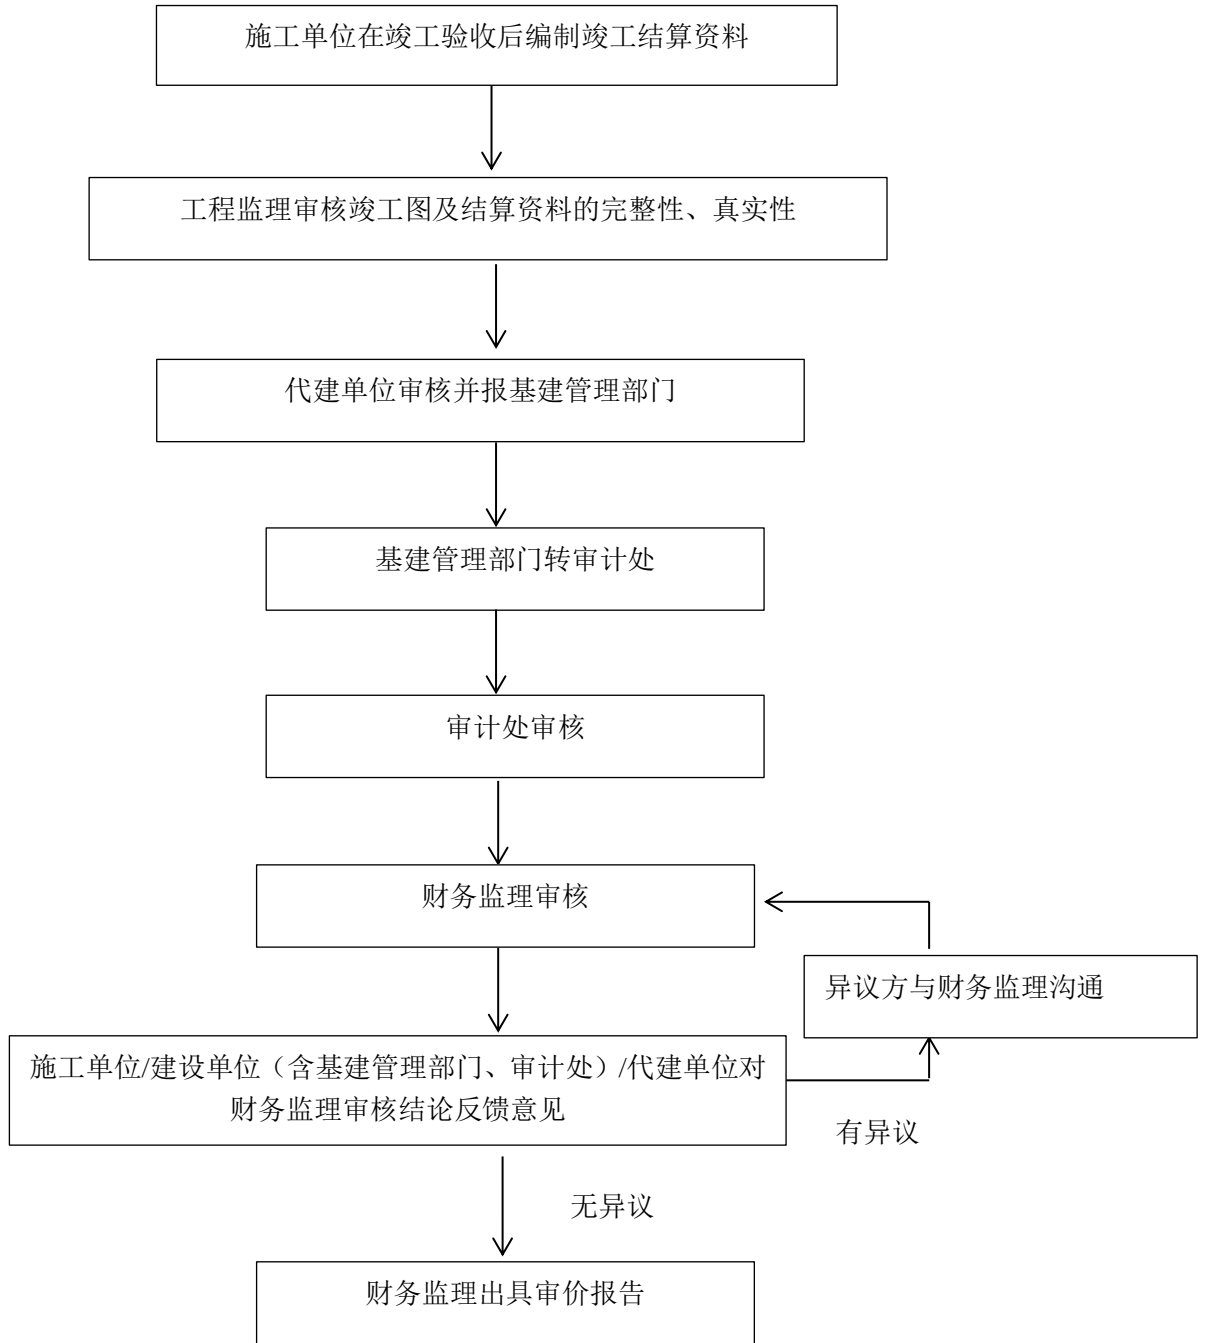 施工单位在竣工验收后编制竣工结算资料
工程监理审核竣工图及结算资料的完整性、真实性
代建单位审核并报基建管理部门
基建管理部门转审计处
审计处审核
财务监理审核
异议方与财务监理沟通
施工单位/建设单位（含基建管理部门、审计处）/代建单位对
财务监理审核结论反馈意见
有异议
无异议
财务监理出具审价报告